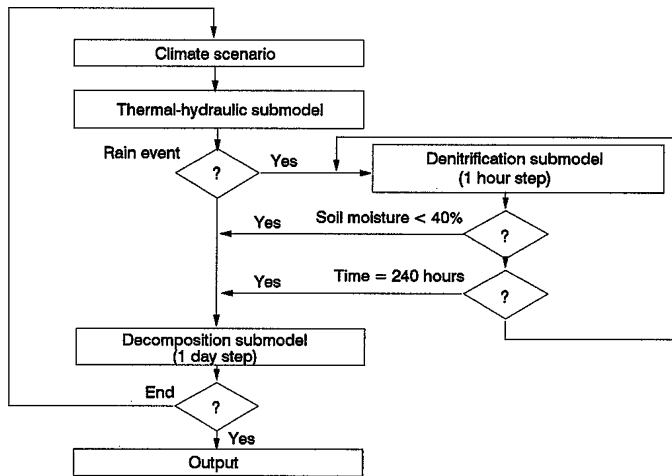 Climate scenario
Thermal-hydraulic submodel
Rain event
?
Yes
Denitrification submodel
(1 hour step)
Yes
Soil moisture < 40%
?
Yes
Time = 240 hours
?
Decomposition submodel
(1 day step)
End
?
Yes
Output